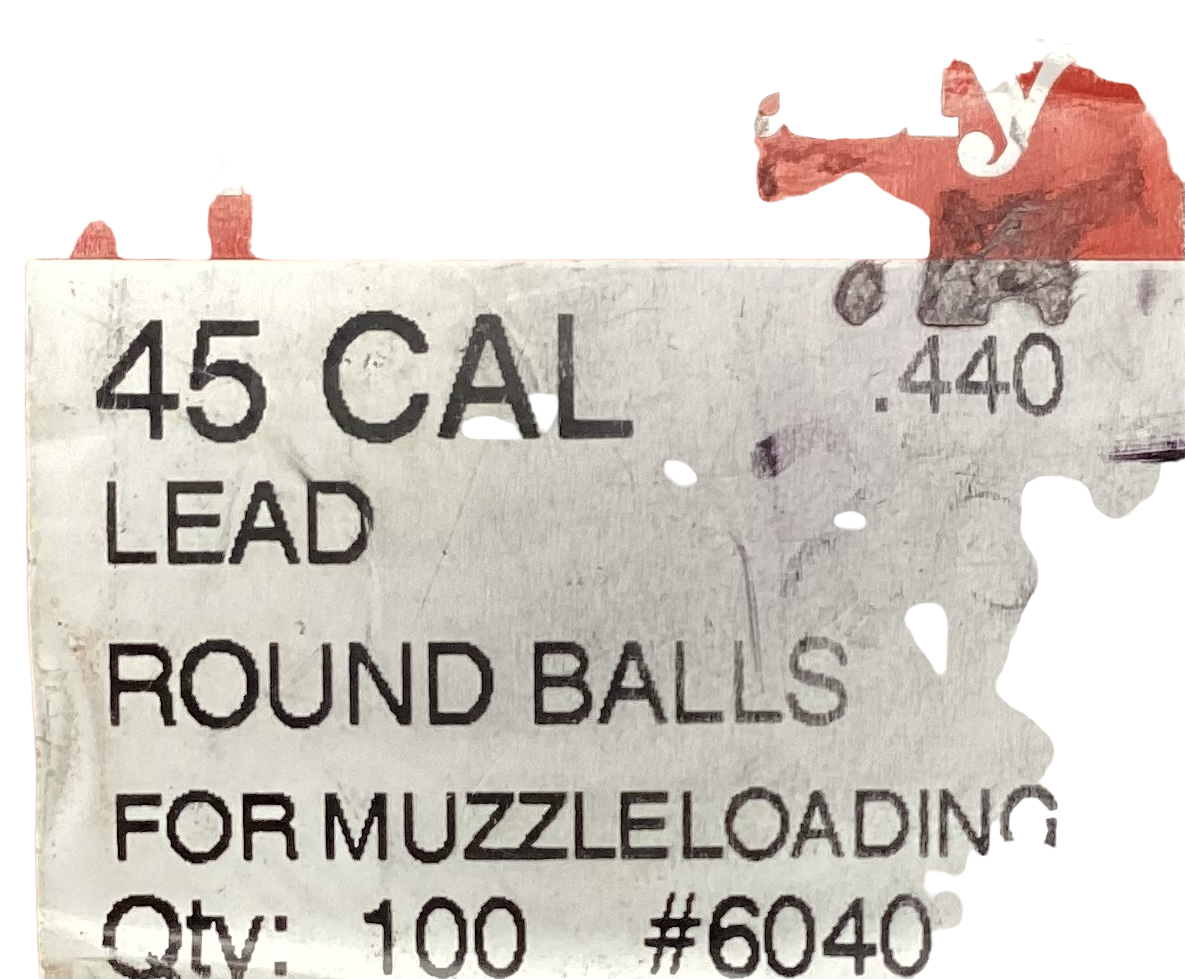 y
45 CAL .440
LEAD
ROUND BALLS
FOR MUZZLELOADING
Qty: 100 #6040